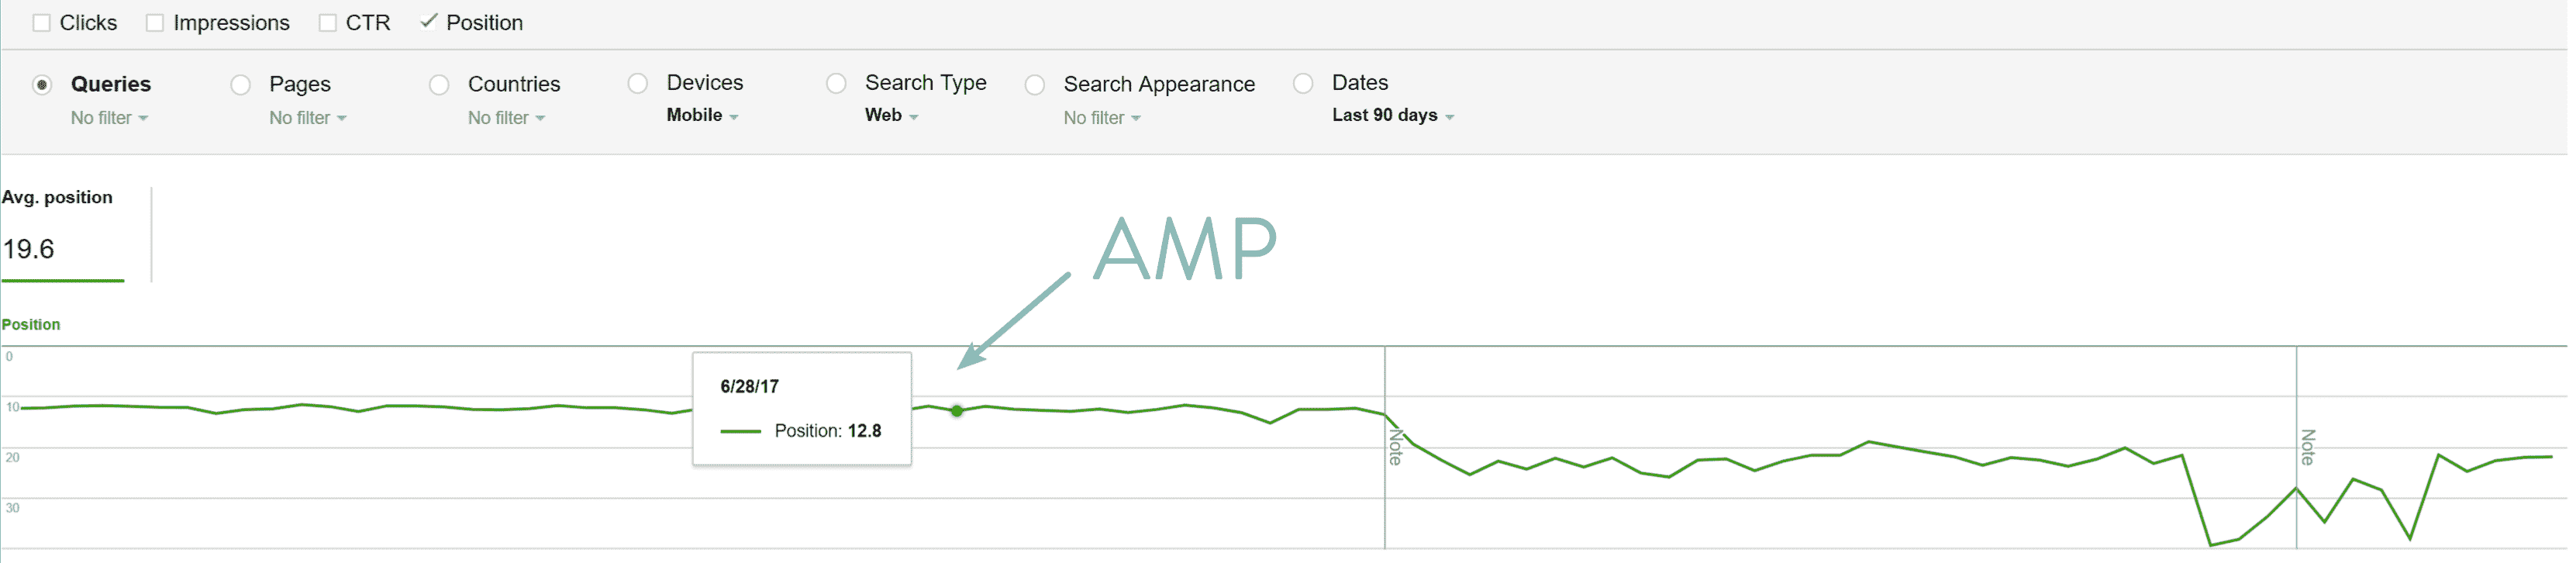 Clicks Impressions CTR Position
Queries Pages Countries Devices Search Type Search Appearance Dates
No filter No filter No filter Mobile Web No filter Last 90 days
Avg. position
19.6
AMP
Position
0
6/28/17
10
Position: 12.8
Note
Note
20
30